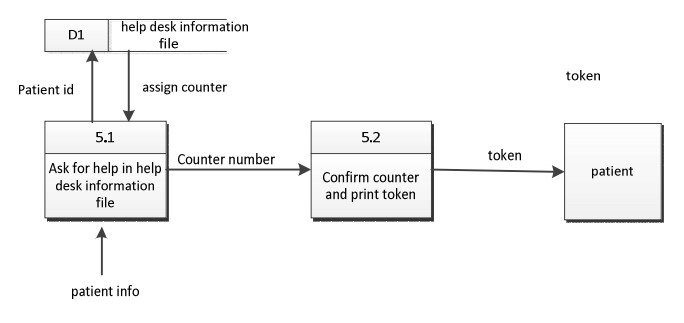 D1
help desk information
file
Patient id
assign counter
token
5.1
Ask for help in help
desk information
file
Counter number
5.2
Confirm counter
and print token
token
patient
patient info